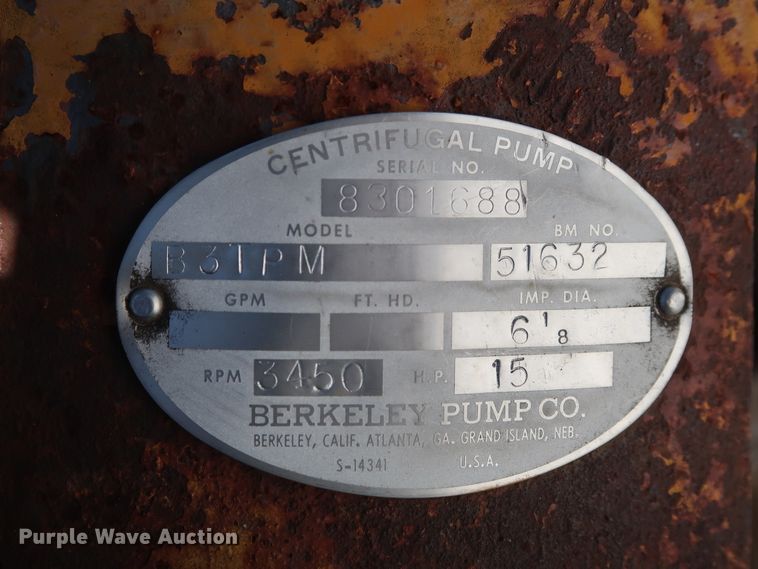 CENTRIFUGAL PUMP
SERIAL NO.
8301688
MODEL BM NO.
B3TPM 51632
GPM FT. HD. IMP. DIA.
6 1/8
RPM 3450 H.P. 15
BERKELEY PUMP CO.
BERKELEY, CALIF. ATLANTA, GA. GRAND ISLAND, NEB.
S-14341 U.S.A.
Purple Wave Auction